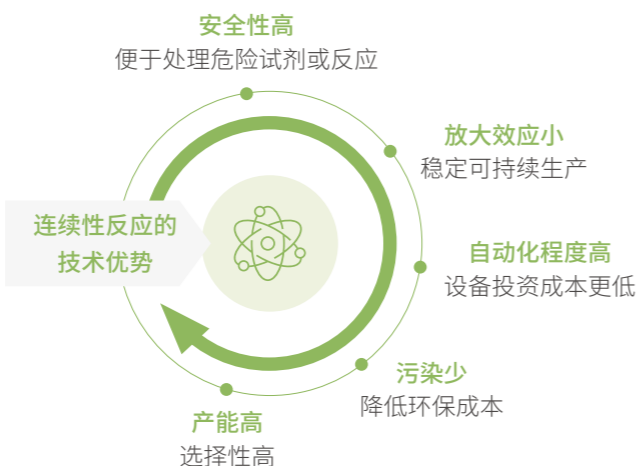 安全性高
便于处理危险试剂或反应
放大效应小
稳定可持续生产
连续性反应的
技术优势
自动化程度高
设备投资成本更低
污染少
降低环保成本
产能高
选择性高